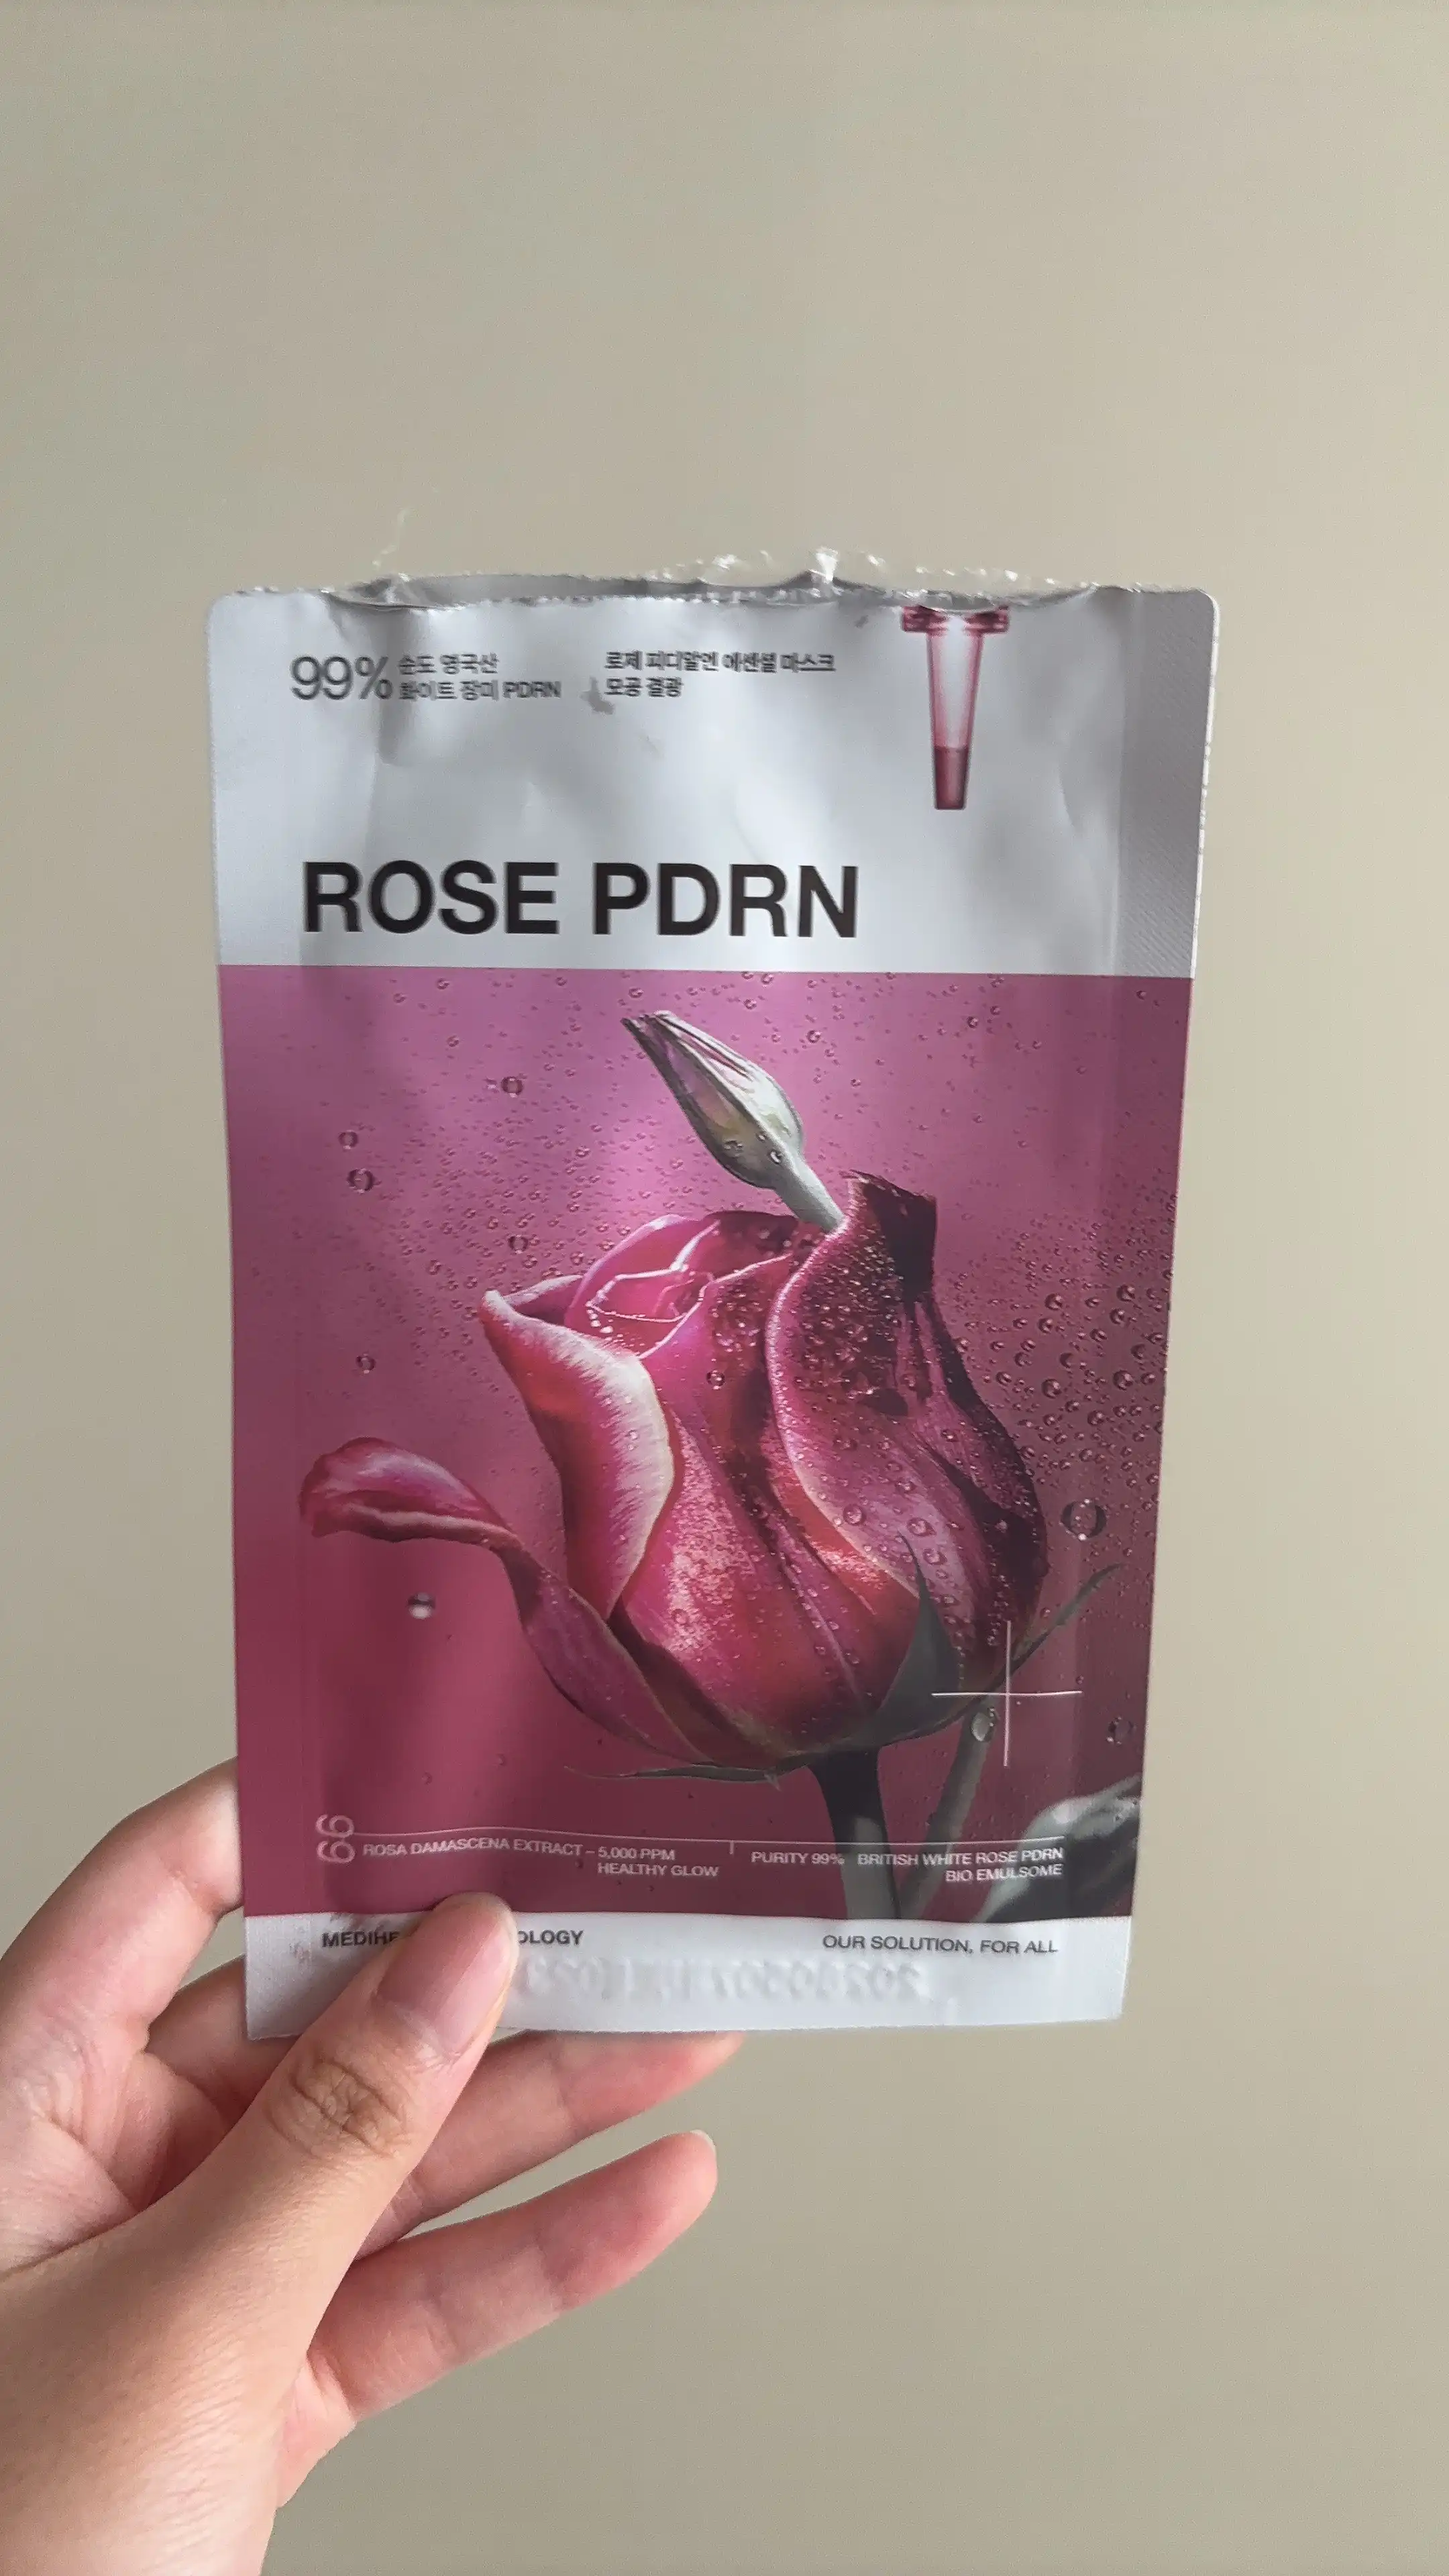 99% 순도 영국산
화이트 장미 PDRN
로제 피디알엔 에센셜 마스크
모공 결광
ROSE PDRN
99
ROSA DAMASCENA EXTRACT – 5,000 PPM
HEALTHY GLOW
PURITY 99% BRITISH WHITE ROSE PDRN
BIO EMULSOME
OUR SOLUTION, FOR ALL